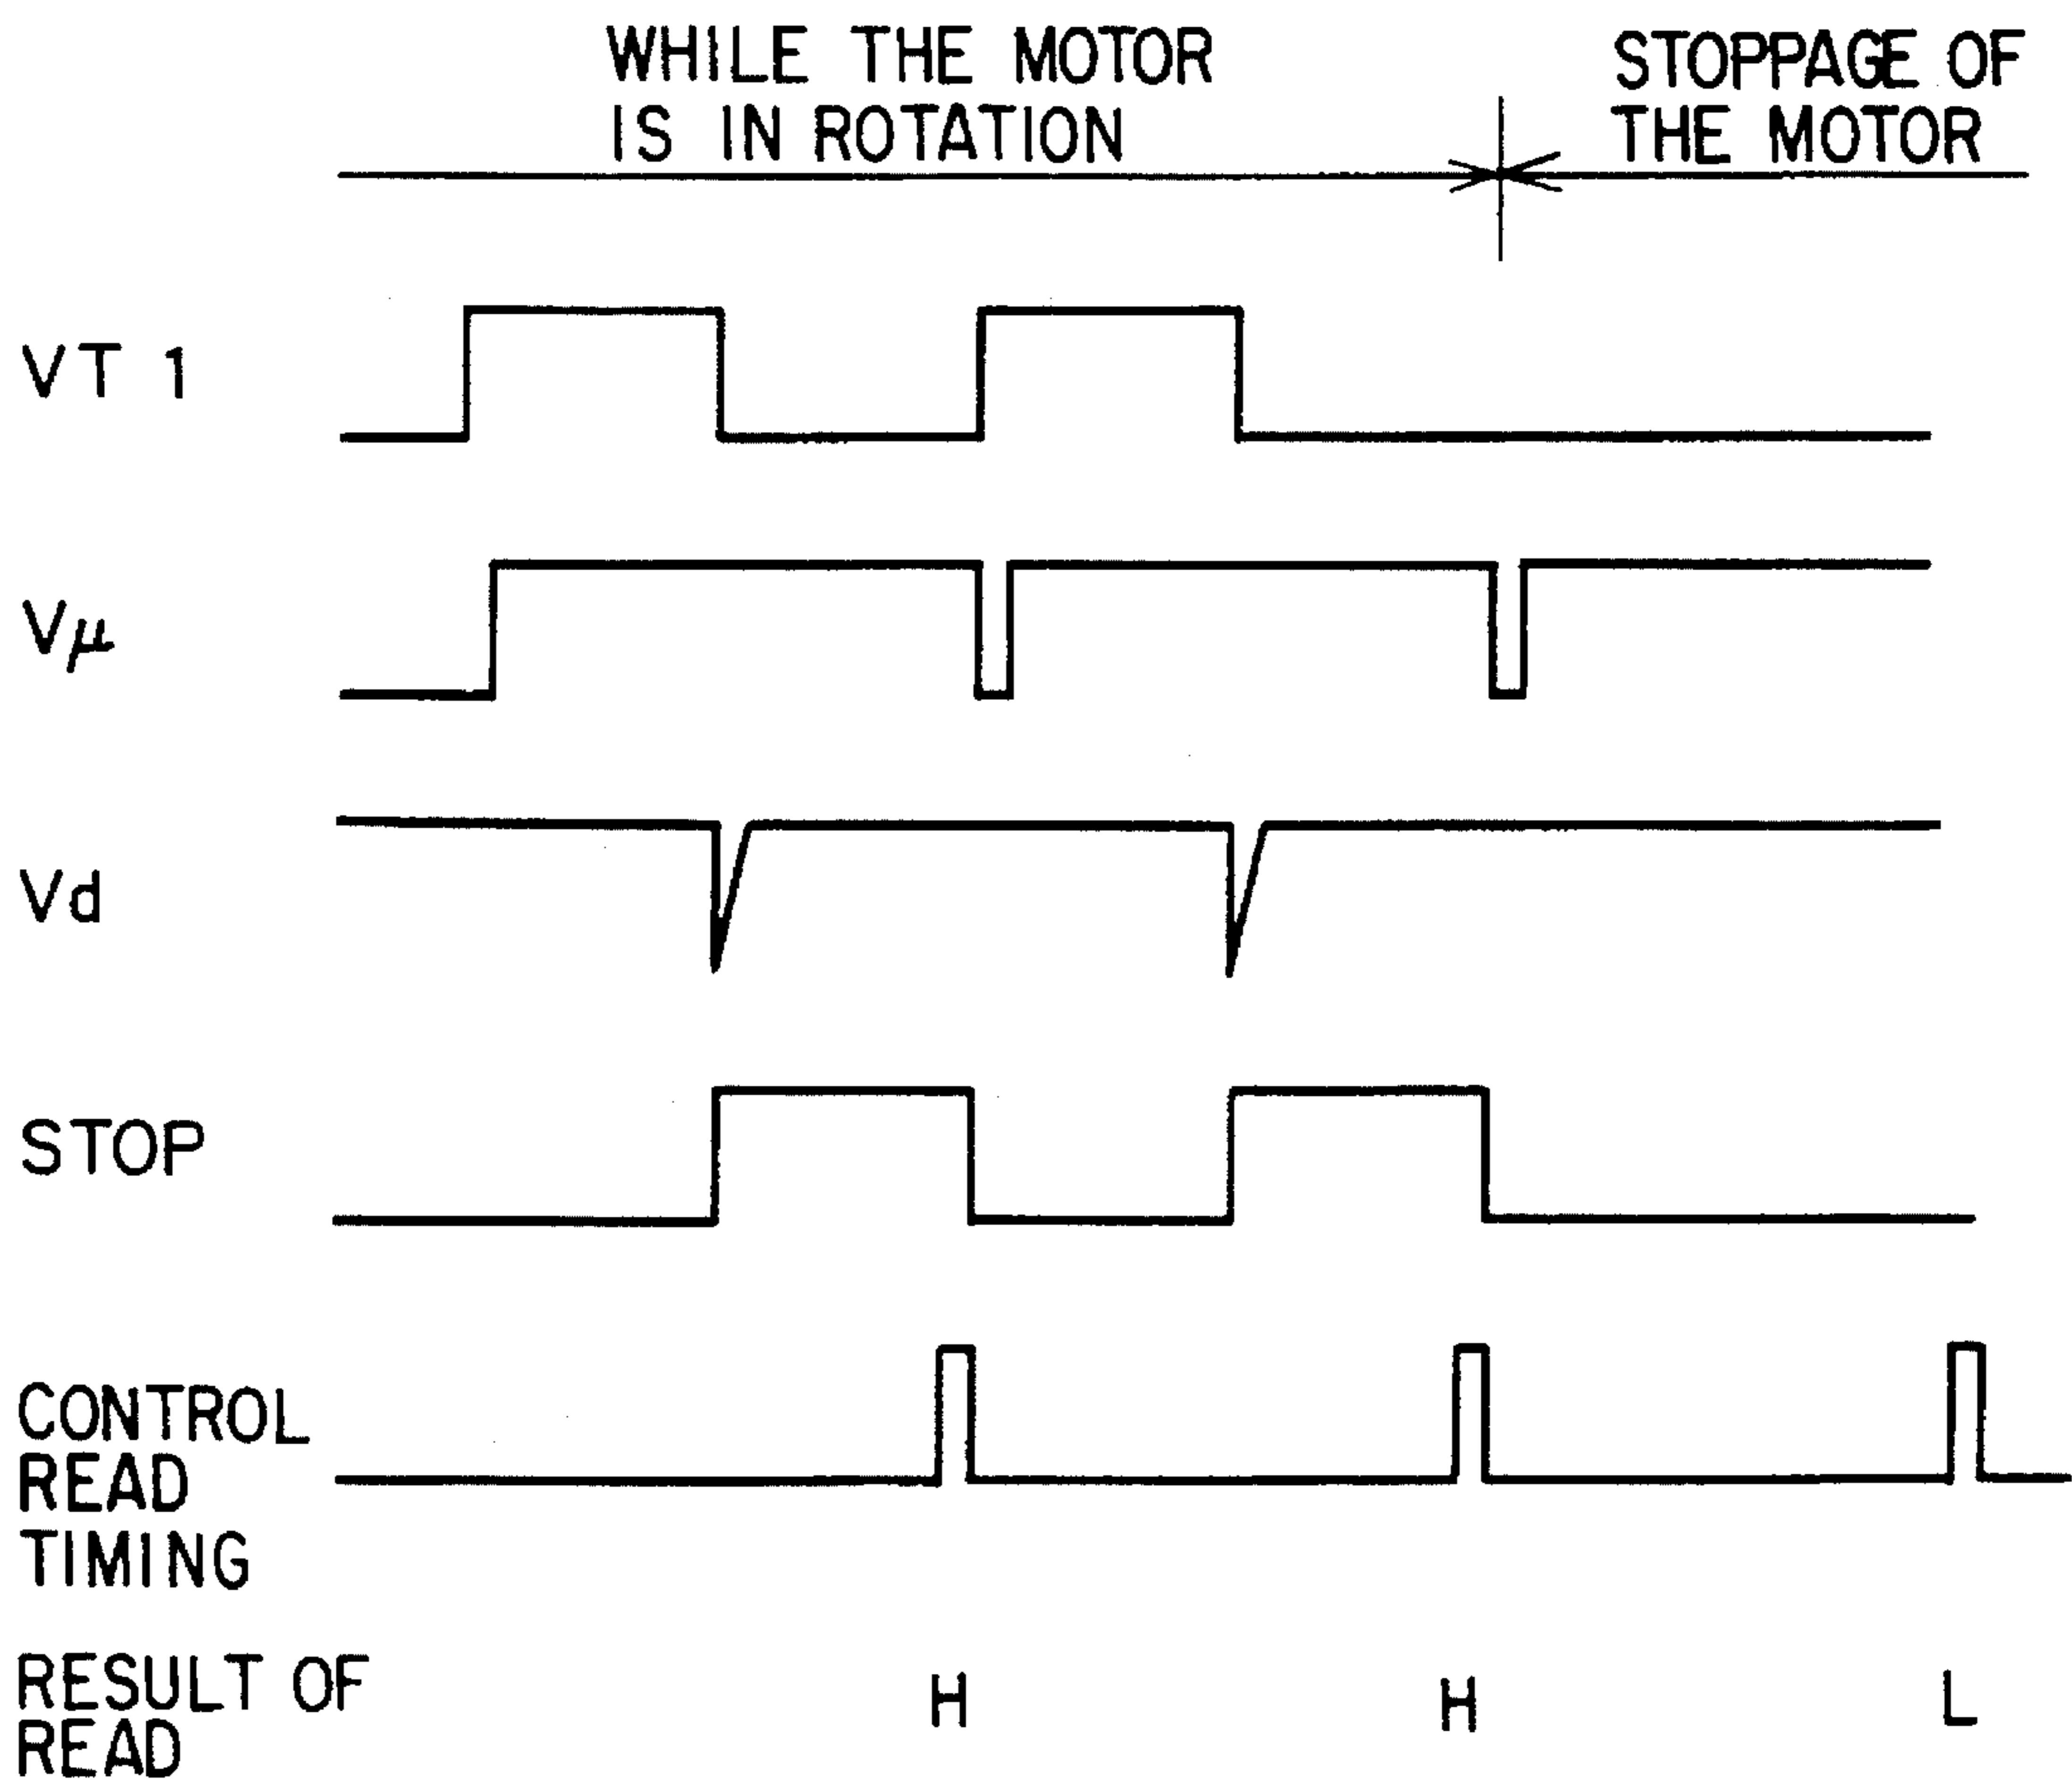 WHILE THE MOTOR
IS IN ROTATION
STOPPAGE OF
THE MOTOR
VT 1
Vμ
Vd
STOP
CONTROL
READ
TIMING
RESULT OF
READ
H H L